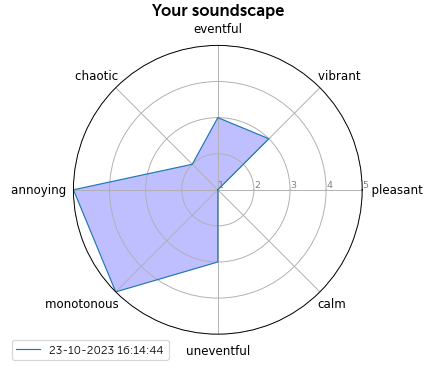 Your soundscape
eventful
chaotic
vibrant
annoying
1
2
3
4
5
pleasant
monotonous
calm
23-10-2023 16:14:44
uneventful